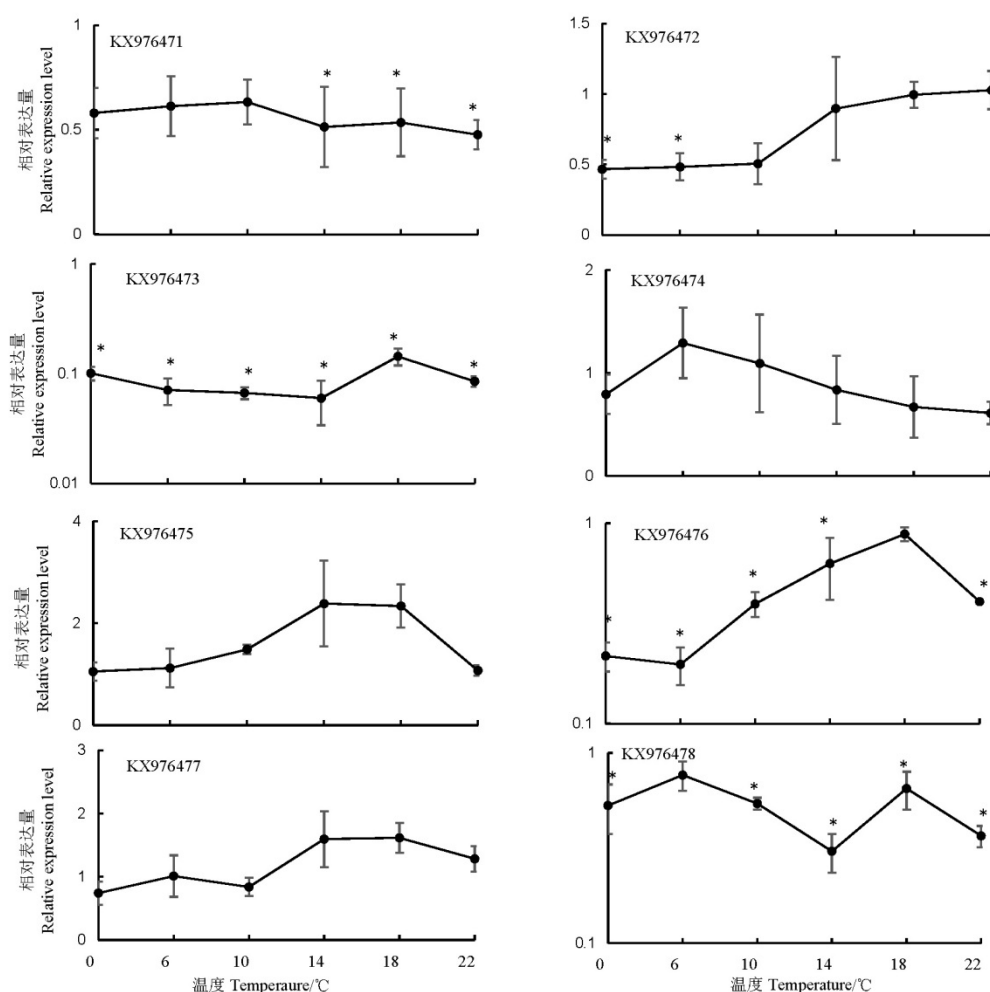 KX976471
1
0.5
0
相对表达量
Relative expression level
*
*
*
KX976472
1.5
1
0.5
0
*
*
KX976473
1
0.1
0.01
相对表达量
Relative expression level
*
*
*
*
*
*
KX976474
2
1
0
KX976475
4
2
0
相对表达量
Relative expression level
KX976476
1
0.1
*
*
*
*
*
KX976477
3
2
1
0
相对表达量
Relative expression level
0 6 10 14 18 22
温度 Temperaure/℃
KX976478
1
0.1
*
*
*
*
*
0 6 10 14 18 22
温度 Temperature/℃